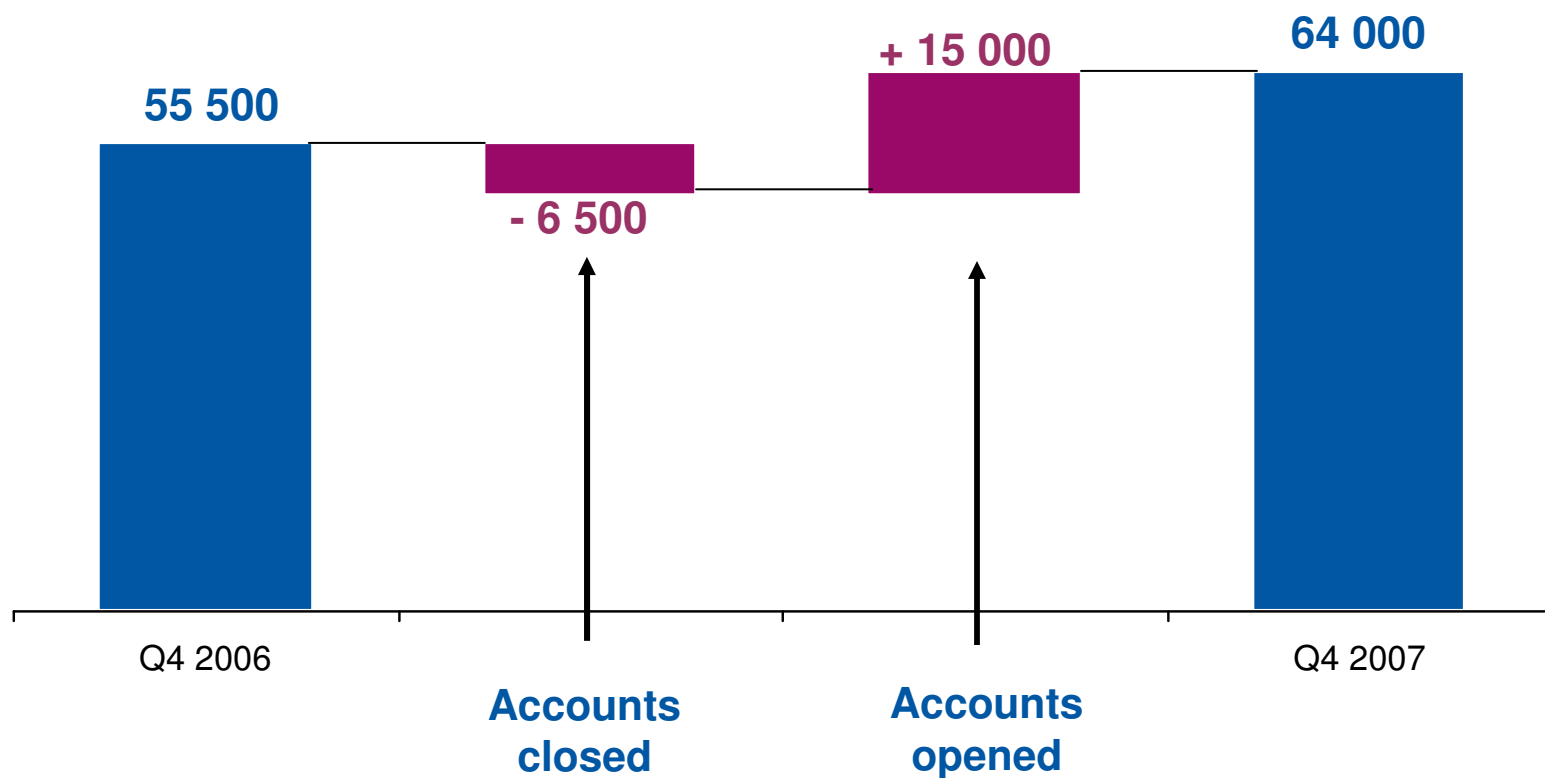 55 500
- 6 500
+ 15 000
64 000
Q4 2006
Accounts
closed
Accounts
opened
Q4 2007